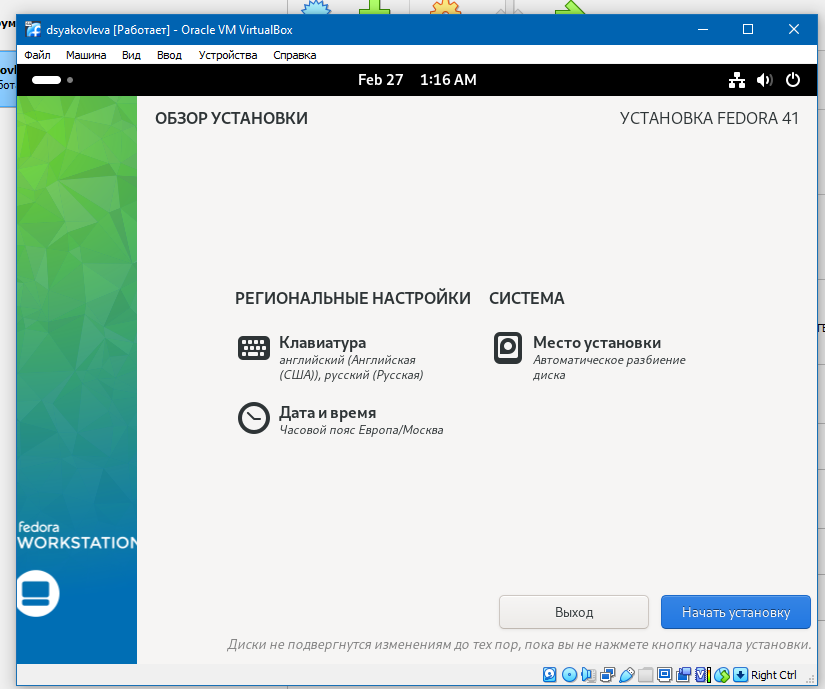 dsyakovleva [Работает] - Oracle VM VirtualBox
Файл Машина Вид Ввод Устройства Справка
Feb 27 1:16 AM
ОБЗОР УСТАНОВКИ
УСТАНОВКА FEDORA 41
РЕГИОНАЛЬНЫЕ НАСТРОЙКИ
СИСТЕМА
Клавиатура
английский (Английская
(США)), русский (Русская)
Дата и время
Часовой пояс Европа/Москва
Место установки
Автоматическое разбиение
диска
fedora
WORKSTATION
Выход
Начать установку
Диски не подвергнутся изменениям до тех пор, пока вы не нажмете кнопку начала установки.
Right Ctrl